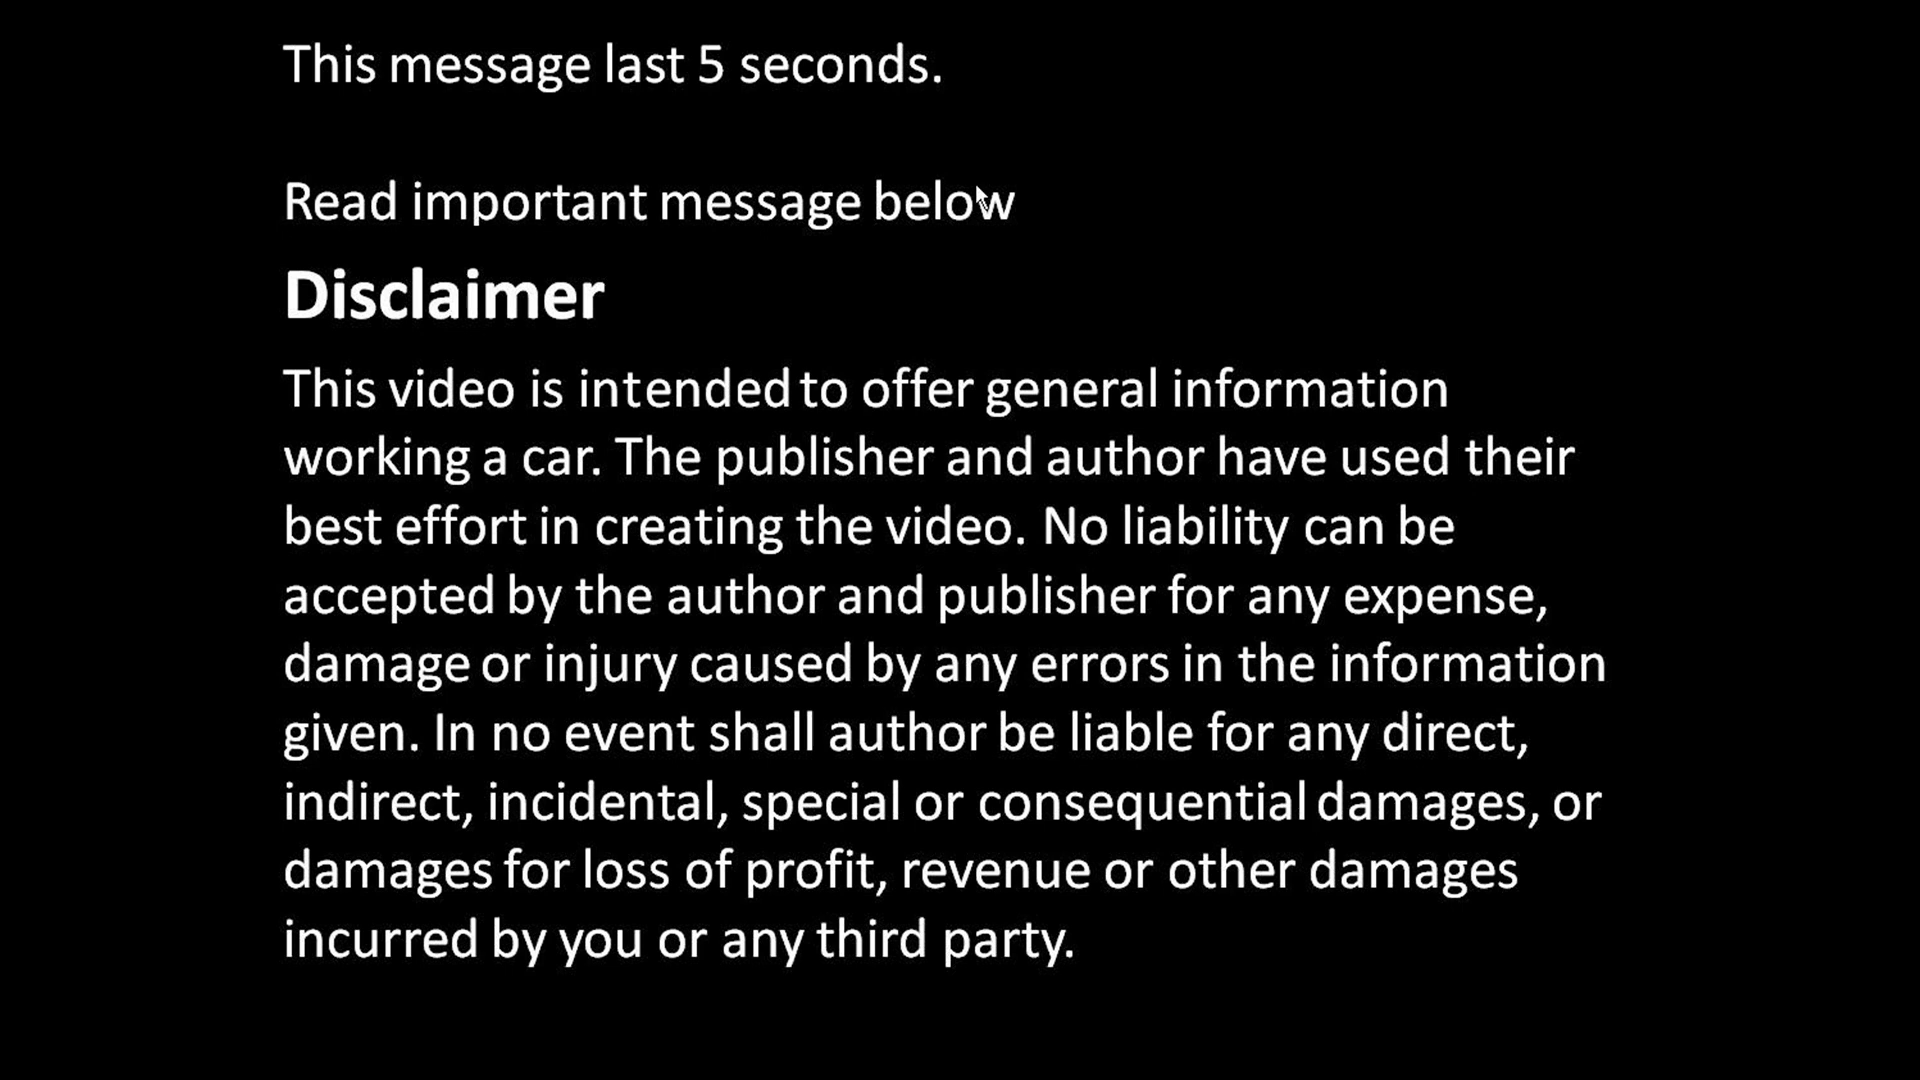 This message last 5 seconds.
Read important message below
Disclaimer
This video is intended to offer general information
working a car. The publisher and author have used their
best effort in creating the video. No liability can be
accepted by the author and publisher for any expense,
damage or injury caused by any errors in the information
given. In no event shall author be liable for any direct,
indirect, incidental, special or consequential damages, or
damages for loss of profit, revenue or other damages
incurred by you or any third party.